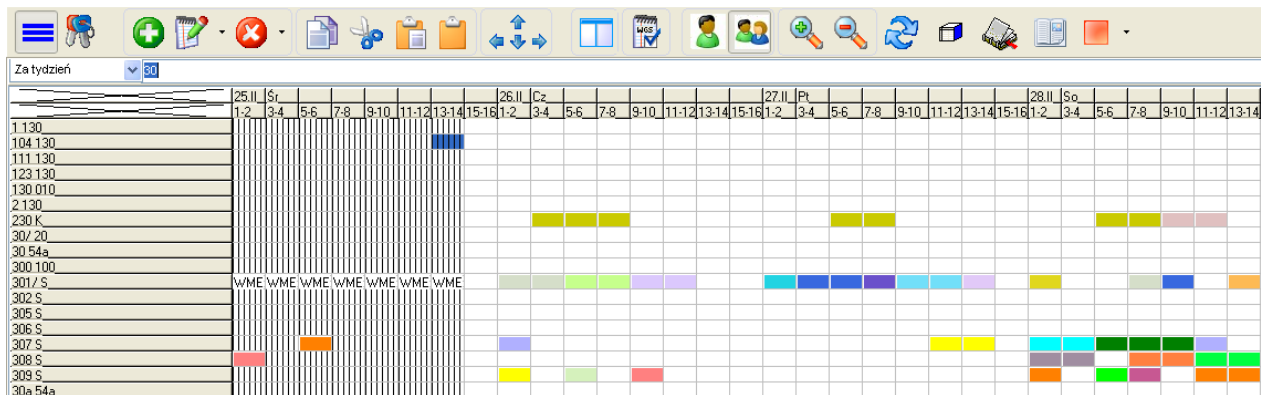 WGS
Za tydzień 30
25.II_ Śr 26.II_ Cz 27.II_ Pt 28.II_ So
1-2 3-4 5-6 7-8 9-10 11-12 13-14 15-16 1-2 3-4 5-6 7-8 9-10 11-12 13-14 15-16 1-2 3-4 5-6 7-8 9-10 11-12 13-14 15-16 1-2 3-4 5-6 7-8 9-10 11-12 13-14
1 130
104 130
111 130
123 130
130 010
2 130
230 K
30/ 20
30 54a
300 100
301/ S WME WME WME WME WME WME WME
302 S
305 S
306 S
307 S
308 S
309 S
30a 54a